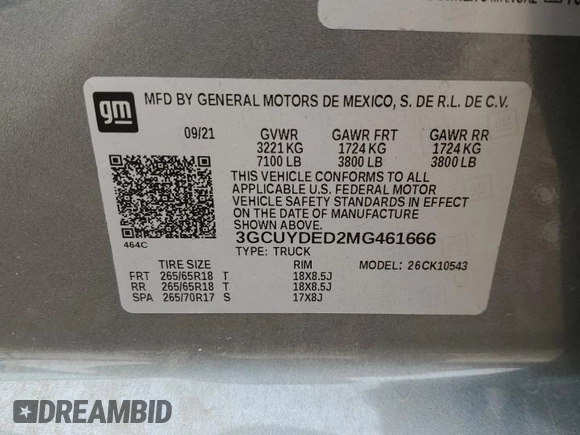 gm
MFD BY GENERAL MOTORS DE MEXICO, S. DE R.L. DE C.V.
09/21 GVWR GAWR FRT GAWR RR
3221 KG 1724 KG 1724 KG
7100 LB 3800 LB 3800 LB
THIS VEHICLE CONFORMS TO ALL
APPLICABLE U.S. FEDERAL MOTOR
VEHICLE SAFETY STANDARDS IN EFFECT
ON THE DATE OF MANUFACTURE
SHOWN ABOVE.
464C
3GCUYDED2MG461666
TYPE: TRUCK
TIRE SIZE RIM MODEL: 26CK10543
FRT 265/65R18 T 18X8.5J
RR 265/65R18 T 18X8.5J
SPA 265/70R17 S 17X8J
DREAMBID